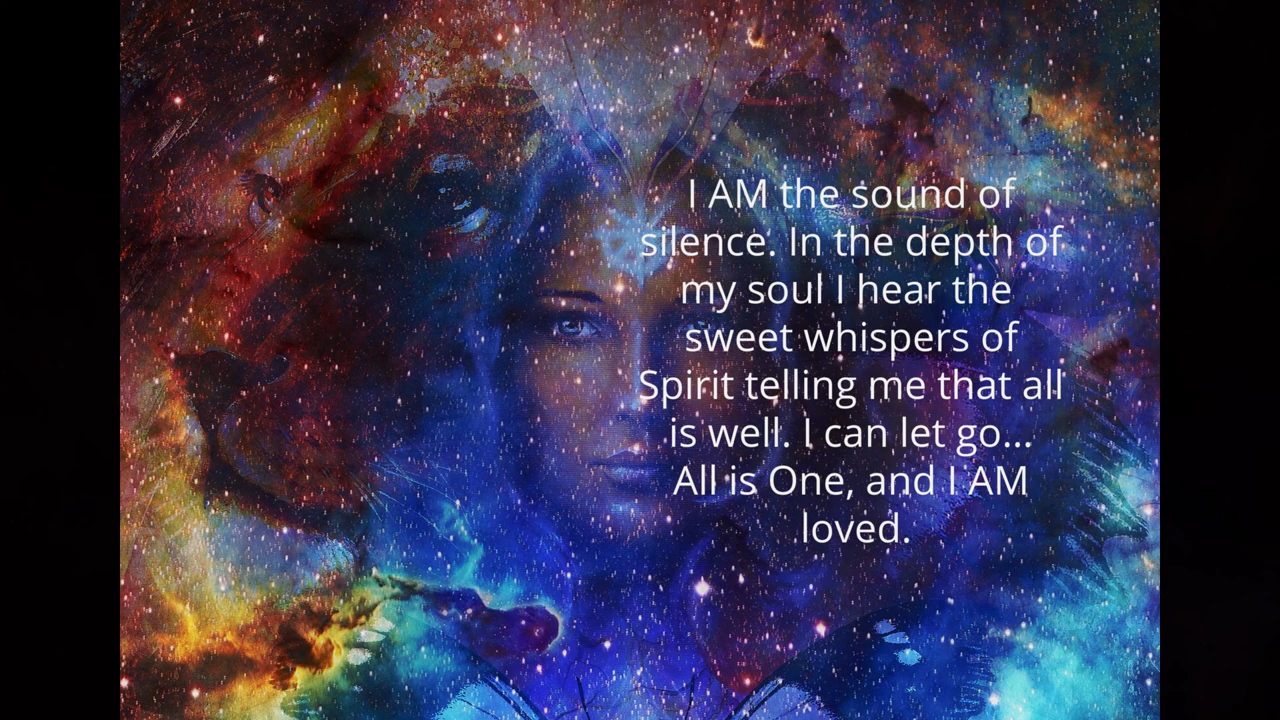 I AM the sound of
silence. In the depth of
my soul I hear the
sweet whispers of
Spirit telling me that all
is well. I can let go...
All is One, and I AM
loved.